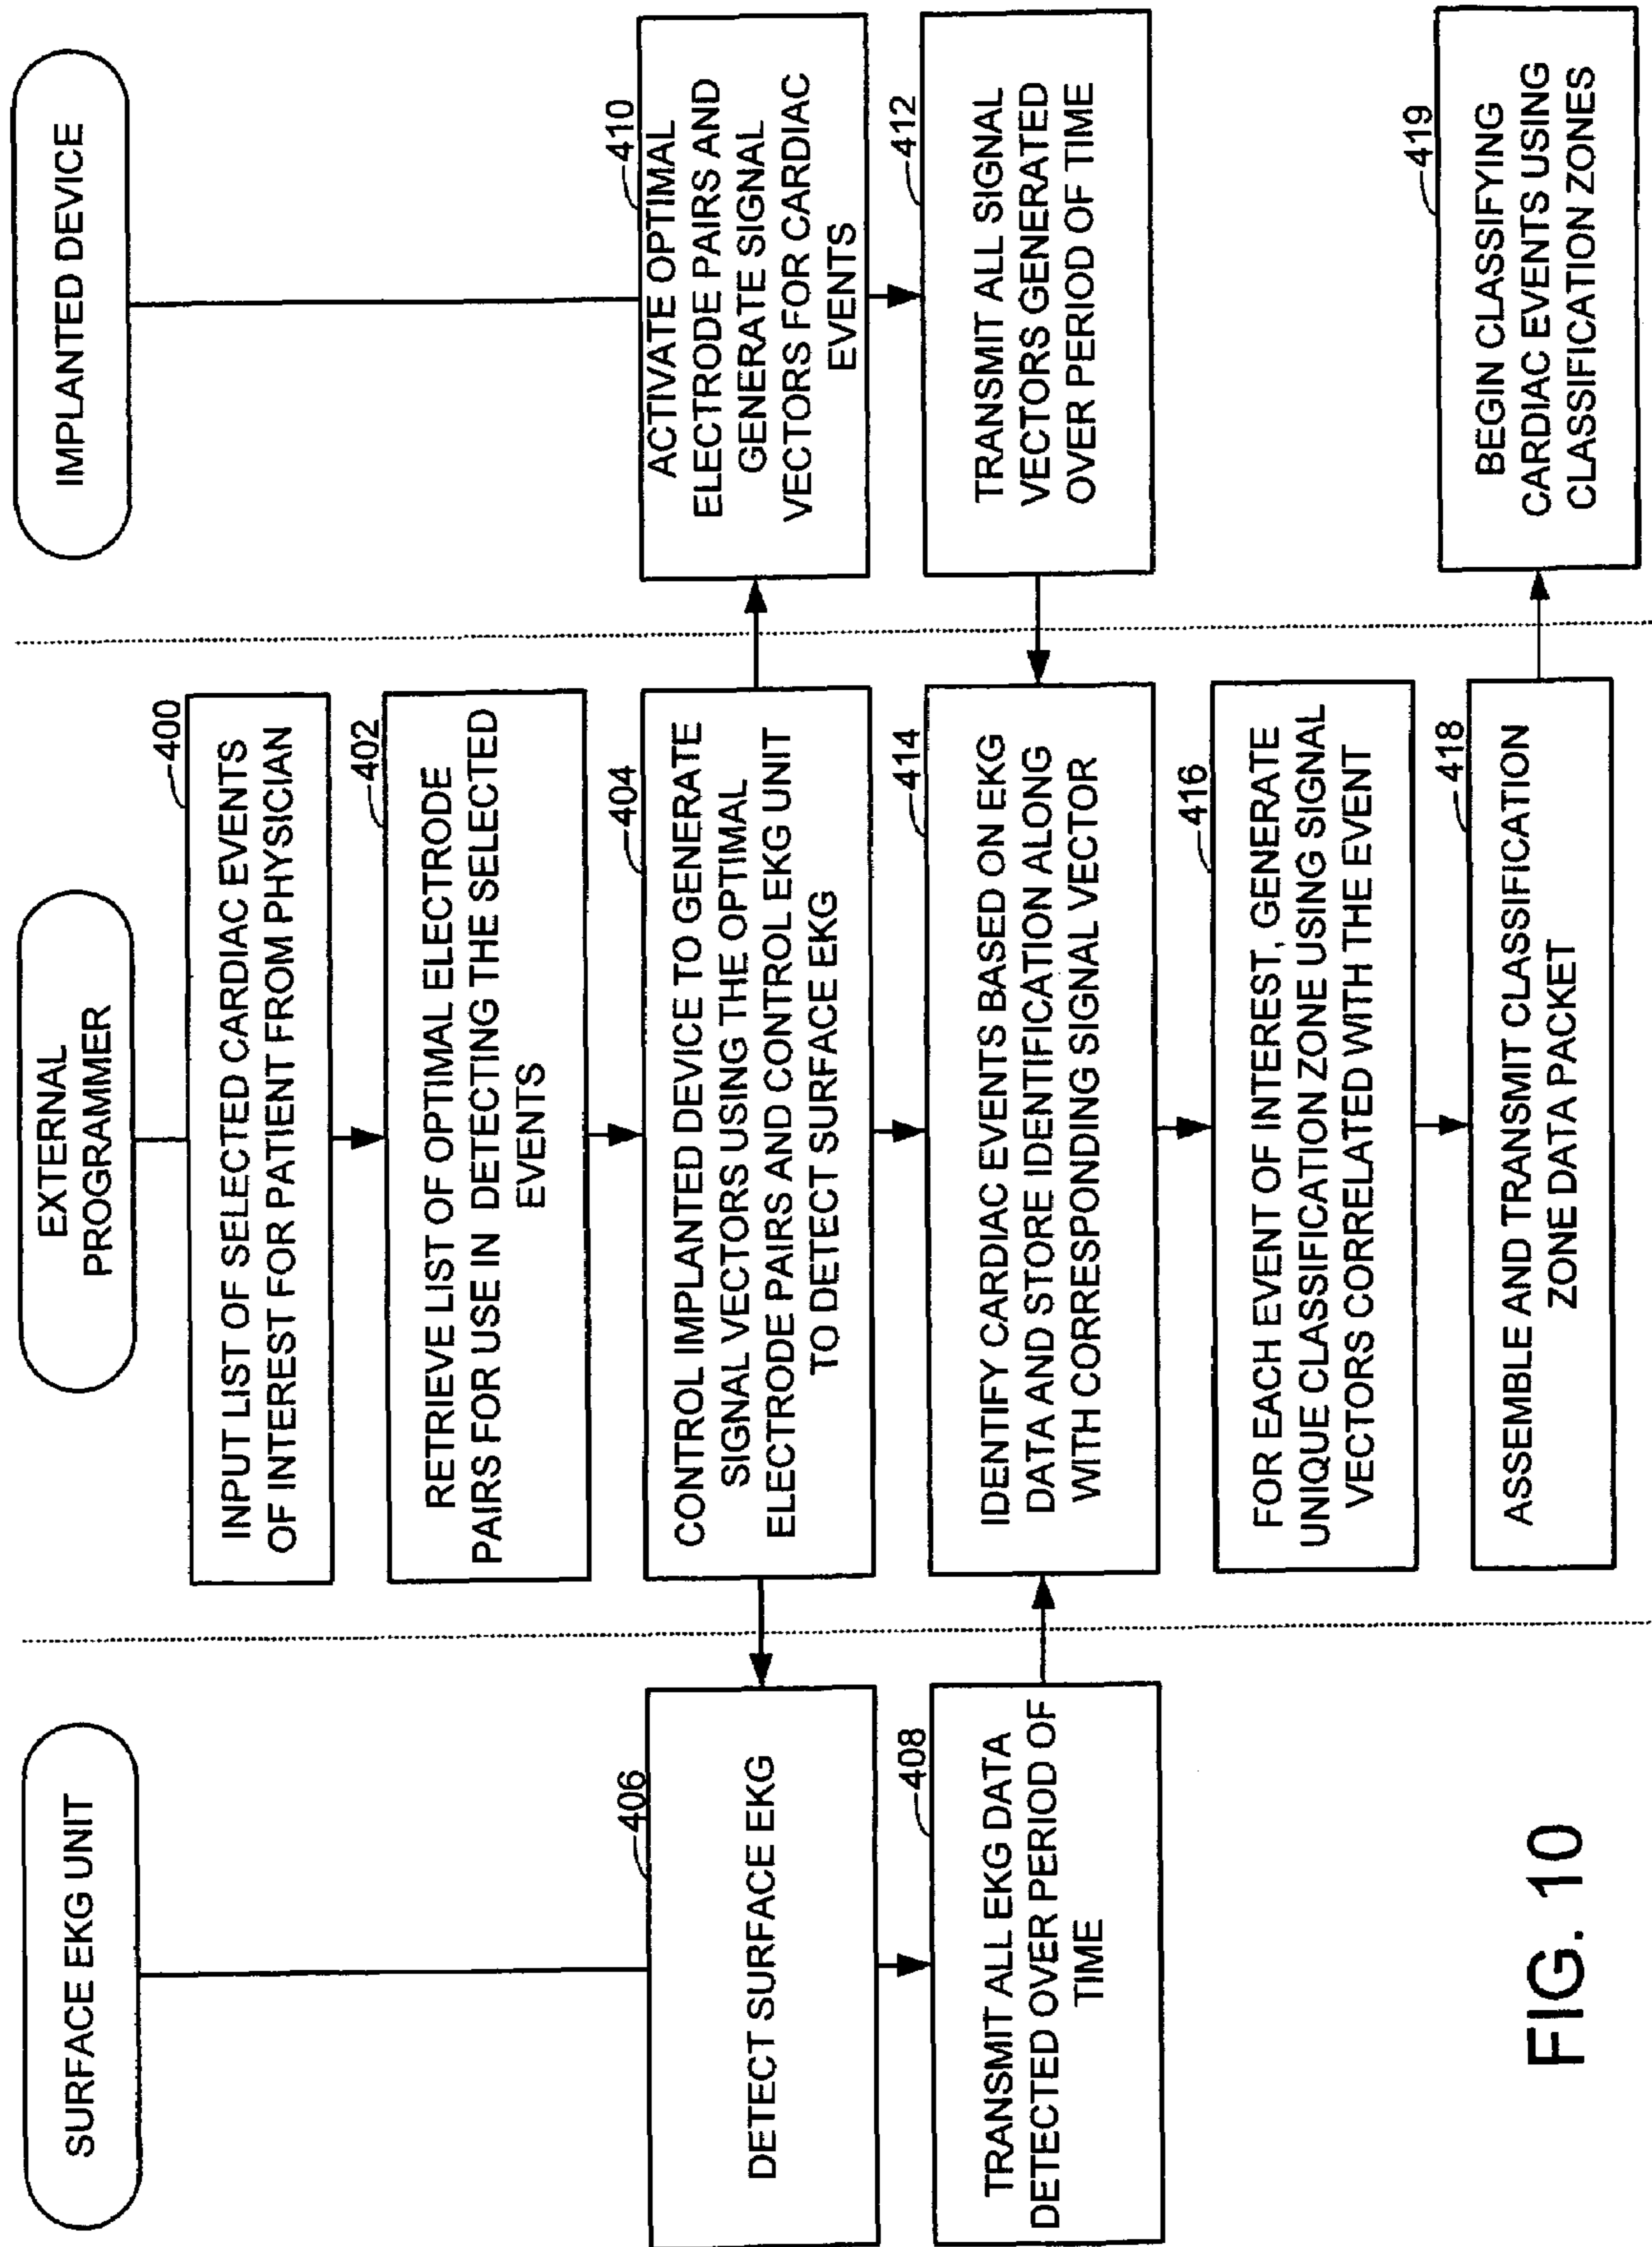 SURFACE EKG UNIT
406
DETECT SURFACE EKG
408
TRANSMIT ALL EKG DATA
DETECTED OVER PERIOD OF
TIME
EXTERNAL
PROGRAMMER
400
INPUT LIST OF SELECTED CARDIAC EVENTS
OF INTEREST FOR PATIENT FROM PHYSICIAN
402
RETRIEVE LIST OF OPTIMAL ELECTRODE
PAIRS FOR USE IN DETECTING THE SELECTED
EVENTS
404
CONTROL IMPLANTED DEVICE TO GENERATE
SIGNAL VECTORS USING THE OPTIMAL
ELECTRODE PAIRS AND CONTROL EKG UNIT
TO DETECT SURFACE EKG
414
IDENTIFY CARDIAC EVENTS BASED ON EKG
DATA AND STORE IDENTIFICATION ALONG
WITH CORRESPONDING SIGNAL VECTOR
416
FOR EACH EVENT OF INTEREST, GENERATE
UNIQUE CLASSIFICATION ZONE USING SIGNAL
VECTORS CORRELATED WITH THE EVENT
418
ASSEMBLE AND TRANSMIT CLASSIFICATION
ZONE DATA PACKET
IMPLANTED DEVICE
410
ACTIVATE OPTIMAL
ELECTRODE PAIRS AND
GENERATE SIGNAL
VECTORS FOR CARDIAC
EVENTS
412
TRANSMIT ALL SIGNAL
VECTORS GENERATED
OVER PERIOD OF TIME
419
BEGIN CLASSIFYING
CARDIAC EVENTS USING
CLASSIFICATION ZONES
FIG. 10